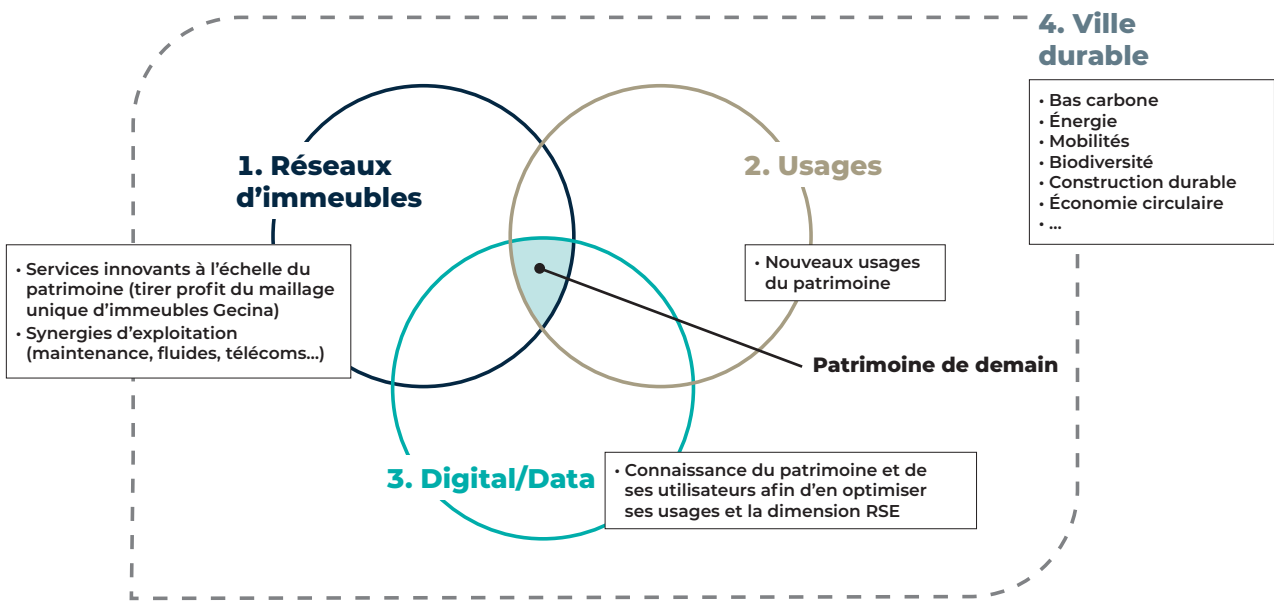 4. Ville
durable
• Bas carbone
• Énergie
• Mobilités
• Biodiversité
• Construction durable
• Économie circulaire
• ...
1. Réseaux
d’immeubles
2. Usages
• Services innovants à l’échelle du
patrimoine (tirer profit du maillage
unique d’immeubles Gecina)
• Synergies d’exploitation
(maintenance, fluides, télécoms...)
• Nouveaux usages
du patrimoine
Patrimoine de demain
3. Digital/Data
• Connaissance du patrimoine et de
ses utilisateurs afin d’en optimiser
ses usages et la dimension RSE